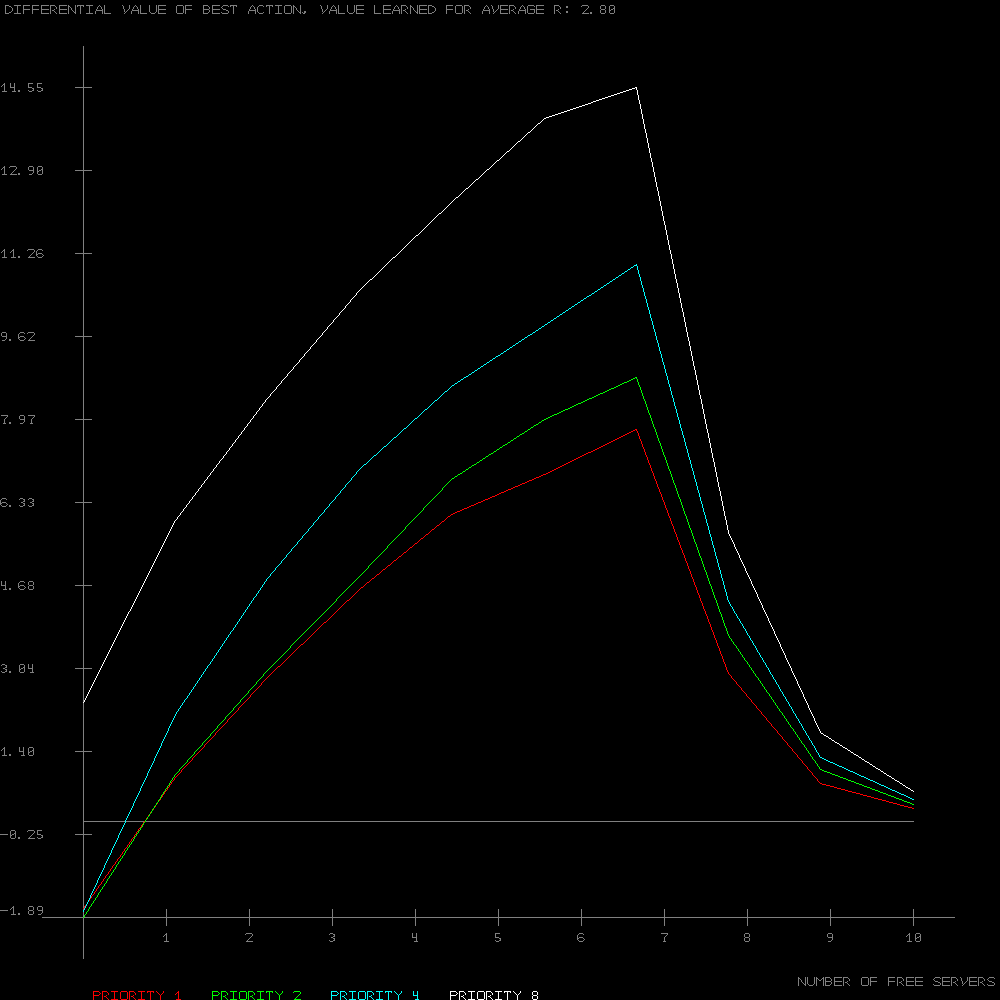 DIFFERENTIAL VALUE OF BEST ACTION, VALUE LEARNED FOR AVERAGE R: 2.80
14.55
12.90
11.26
9.62
7.97
6.33
4.68
3.04
1.40
-0.25
-1.89
1 2 3 4 5 6 7 8 9 10
NUMBER OF FREE SERVERS
PRIORITY 1 PRIORITY 2 PRIORITY 4 PRIORITY 8